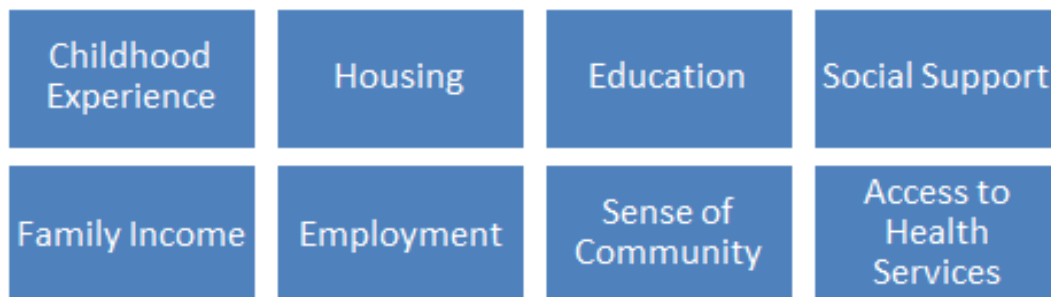 Childhood
Experience
Housing
Education
Social Support
Family Income
Employment
Sense of
Community
Access to
Health
Services